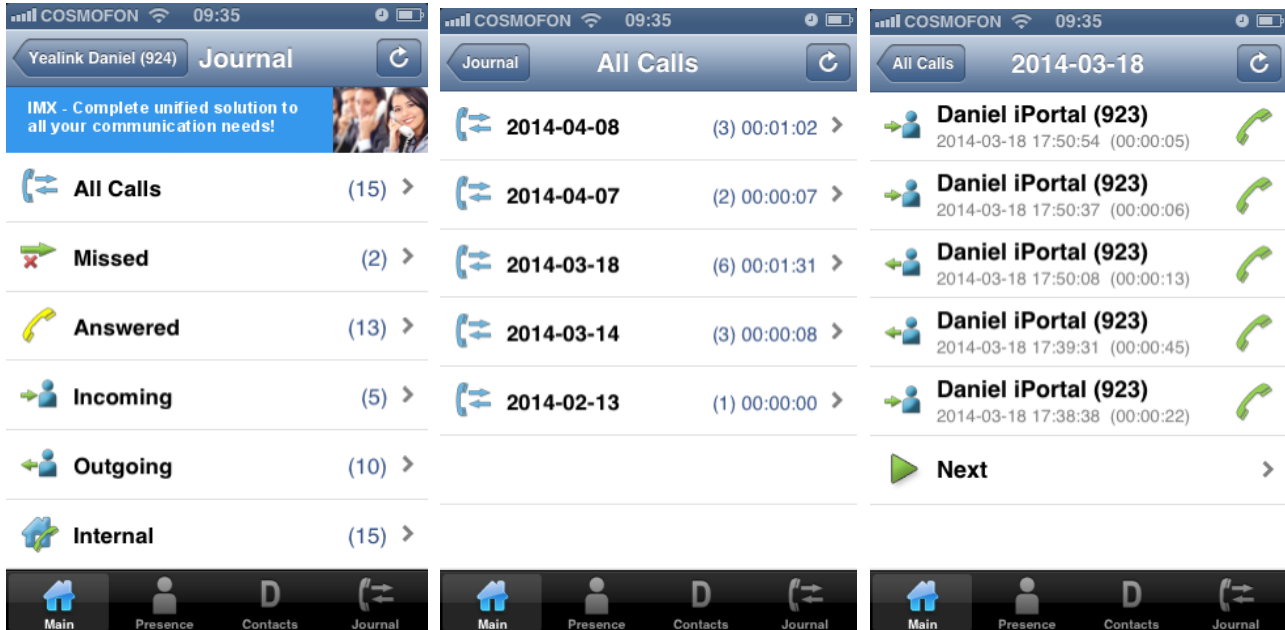 COSMOFON 09:35
Yealink Daniel (924) Journal
IMX - Complete unified solution to
all your communication needs!
All Calls (15)
Missed (2)
Answered (13)
Incoming (5)
Outgoing (10)
Internal (15)
Main Presence Contacts Journal
COSMOFON 09:35
Journal All Calls
2014-04-08 (3) 00:01:02
2014-04-07 (2) 00:00:07
2014-03-18 (6) 00:01:31
2014-03-14 (3) 00:00:08
2014-02-13 (1) 00:00:00
D
Main Presence Contacts Journal
COSMOFON 09:35
All Calls 2014-03-18
Daniel iPortal (923)
2014-03-18 17:50:54 (00:00:05)
Daniel iPortal (923)
2014-03-18 17:50:37 (00:00:06)
Daniel iPortal (923)
2014-03-18 17:50:08 (00:00:13)
Daniel iPortal (923)
2014-03-18 17:39:31 (00:00:45)
Daniel iPortal (923)
2014-03-18 17:38:38 (00:00:22)
Next
D
Main Presence Contacts Journal